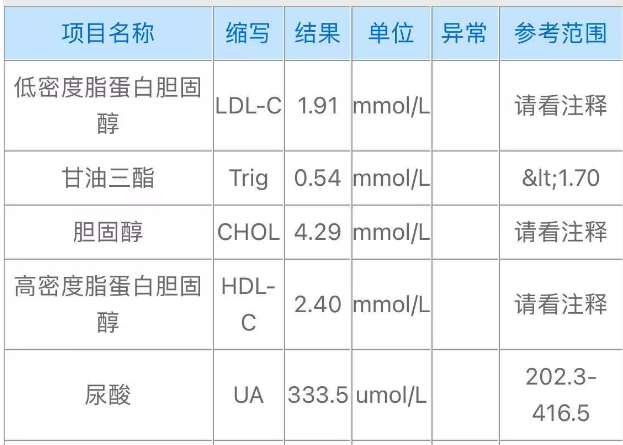 项目名称 缩写 结果 单位 异常 参考范围
低密度脂蛋白胆固
醇 LDL-C 1.91 mmol/L 请看注释
甘油三酯 Trig 0.54 mmol/L &lt;1.70
胆固醇 CHOL 4.29 mmol/L 请看注释
高密度脂蛋白胆固
醇 HDL-
C 2.40 mmol/L 请看注释
尿酸 UA 333.5 umol/L 202.3-
416.5